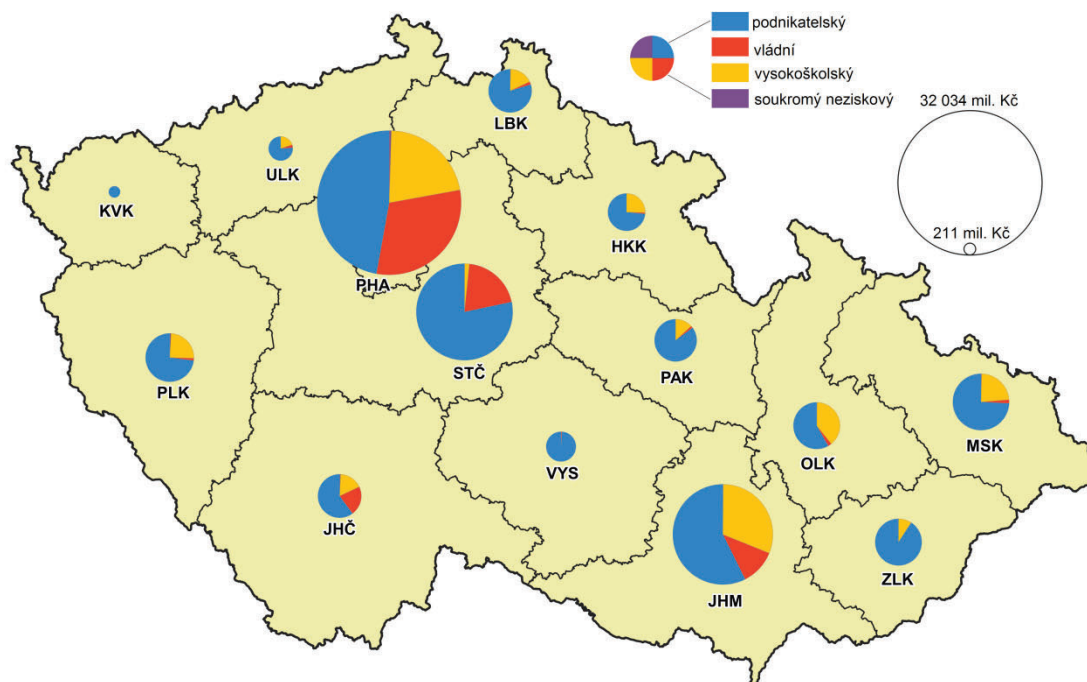 podnikatelský
vládní
vysokoškolský
soukromý neziskový
32 034 mil. Kč
211 mil. Kč
LBK
ULK
KVK
HKK
PHA
STČ
PAK
PLK
MSK
OLK
VYS
JHČ
ZLK
JHM